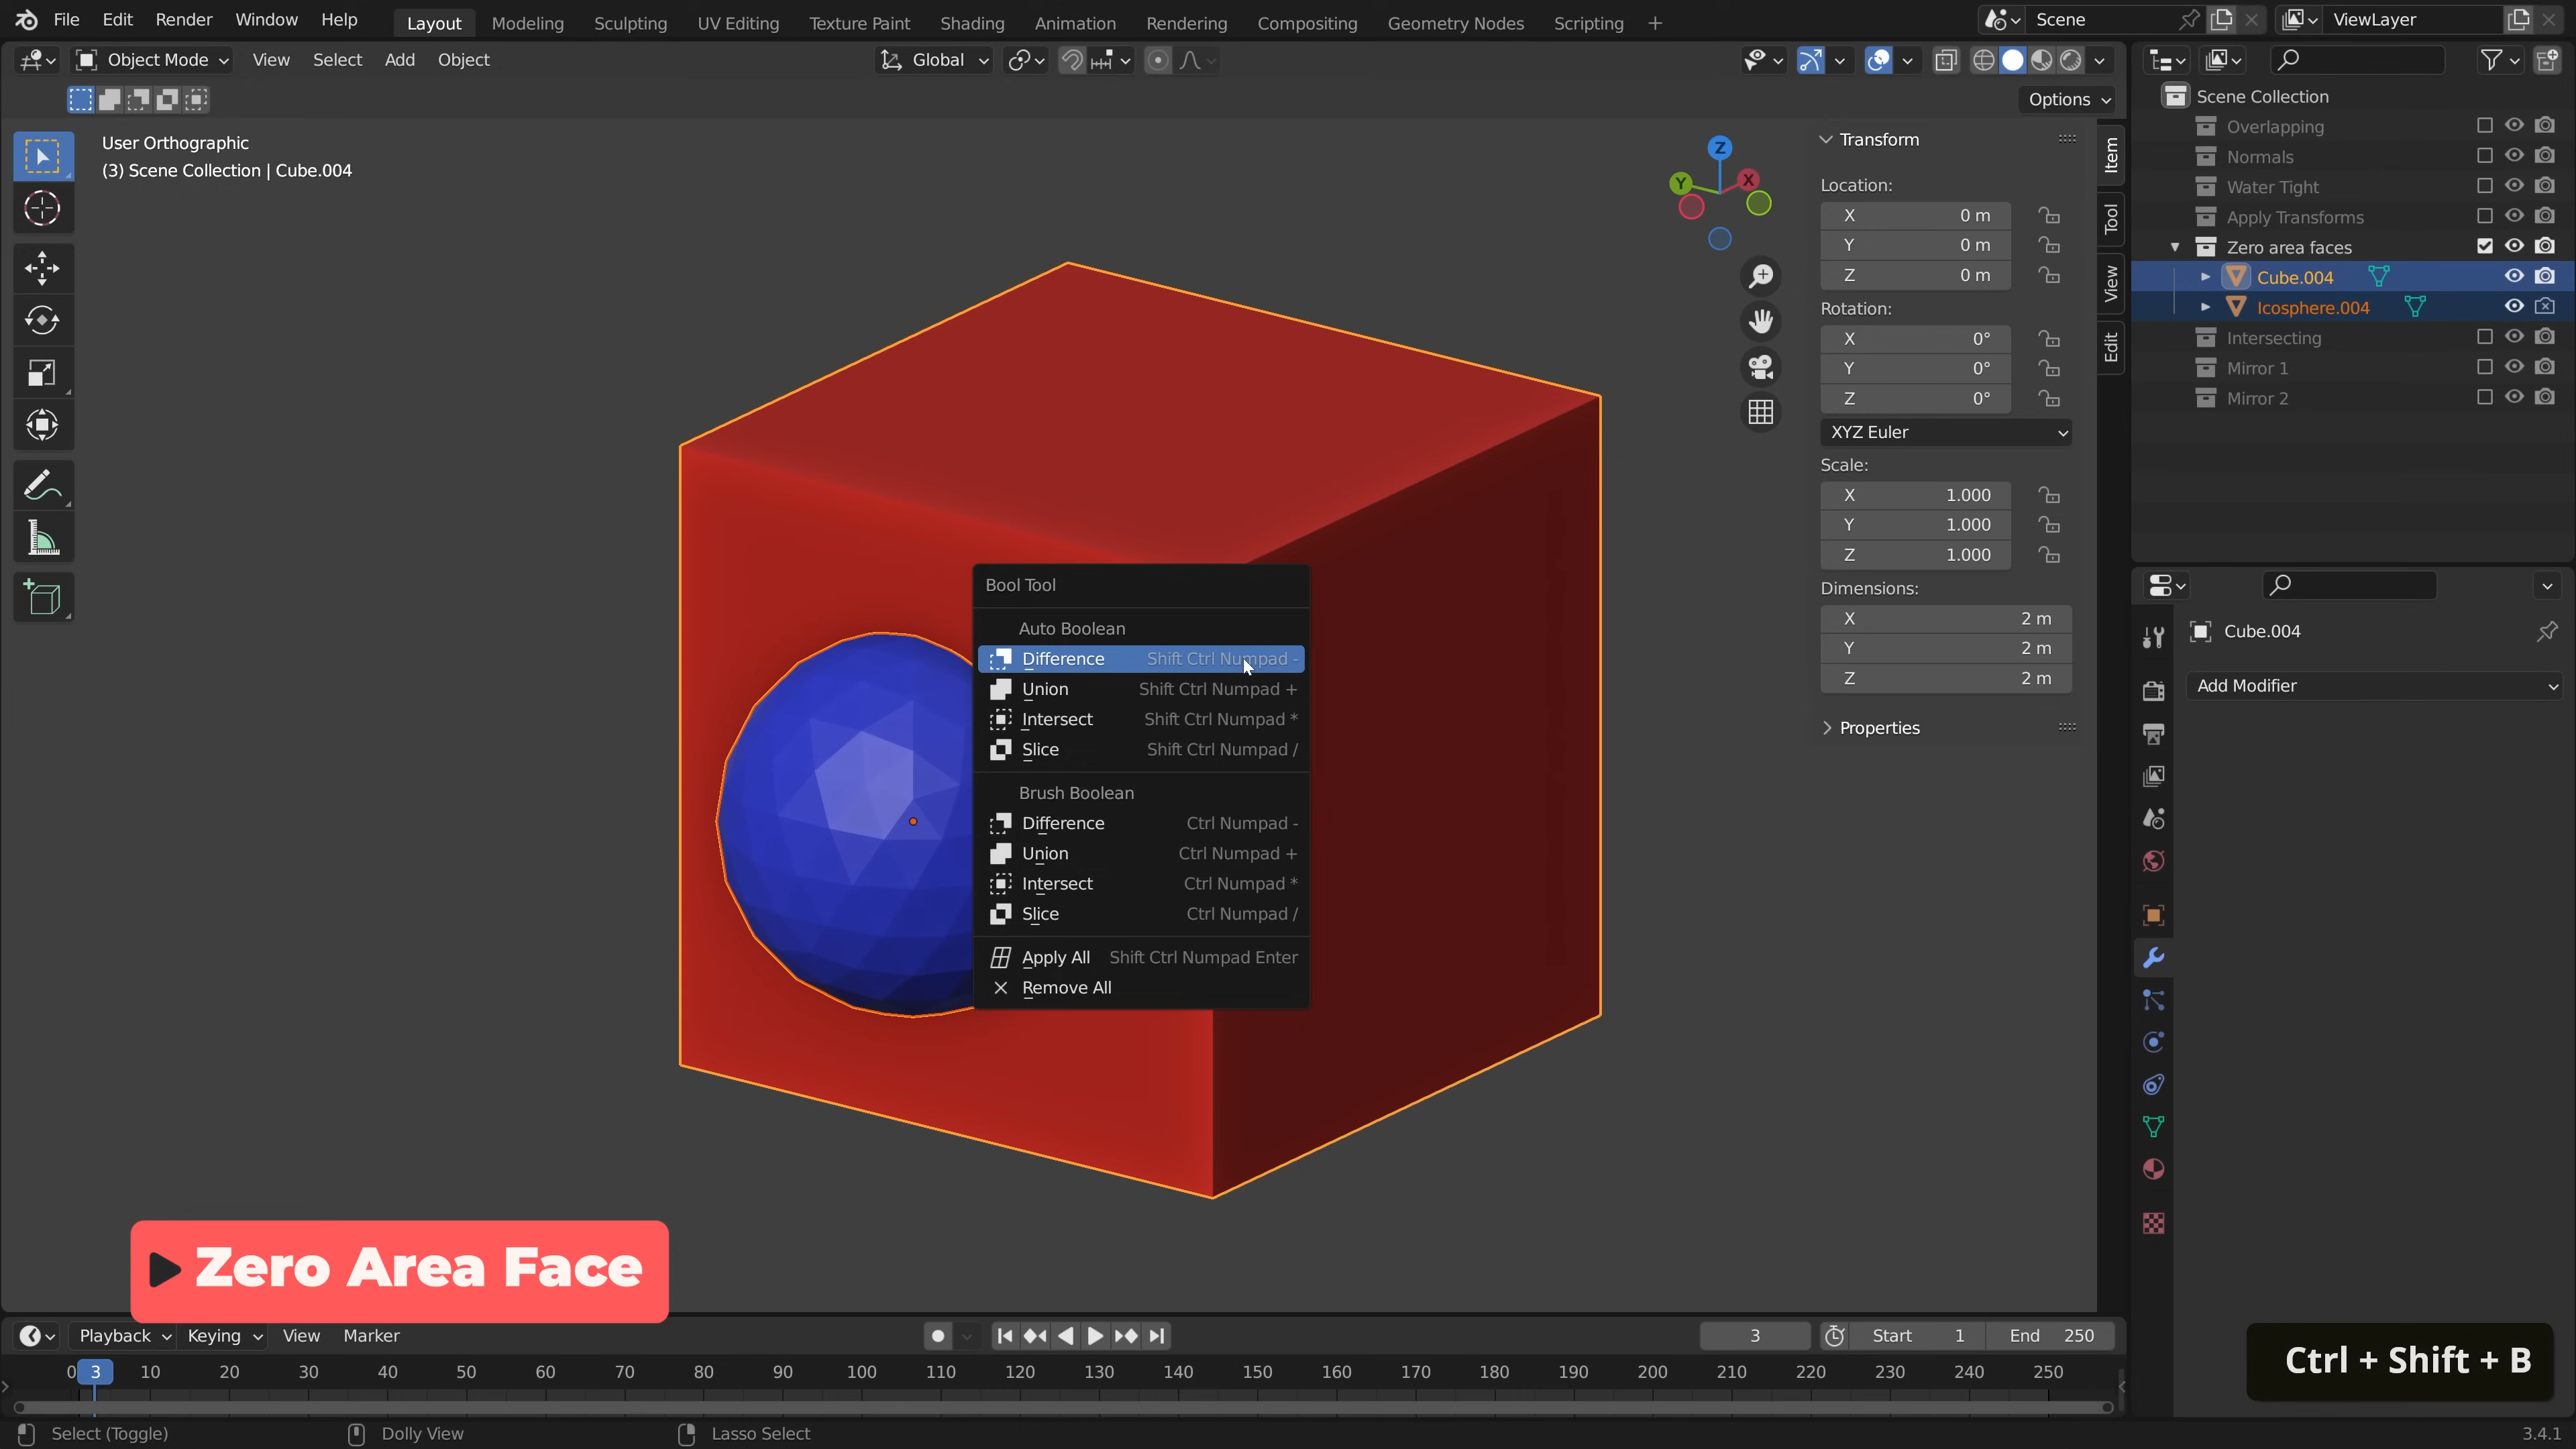 File Edit Render Window Help Layout Modeling Sculpting UV Editing Texture Paint Shading Animation Rendering Compositing Geometry Nodes Scripting + Scene ViewLayer
Object Mode View Select Add Object Global
Options
User Orthographic
(3) Scene Collection | Cube.004
Z
Y
X
Transform
Location:
X 0 m
Y 0 m
Z 0 m
Rotation:
X 0°
Y 0°
Z 0°
XYZ Euler
Scale:
X 1.000
Y 1.000
Z 1.000
Dimensions:
X 2 m
Y 2 m
Z 2 m
Properties
Item
Tool
View
Edit
Scene Collection
Overlapping
Normals
Water Tight
Apply Transforms
Zero area faces
Cube.004
Icosphere.004
Intersecting
Mirror 1
Mirror 2
Cube.004
Add Modifier
Bool Tool
Auto Boolean
Difference Shift Ctrl Numpad -
Union Shift Ctrl Numpad +
Intersect Shift Ctrl Numpad *
Slice Shift Ctrl Numpad /
Brush Boolean
Difference Ctrl Numpad -
Union Ctrl Numpad +
Intersect Ctrl Numpad *
Slice Ctrl Numpad /
Apply All Shift Ctrl Numpad Enter
Remove All
Zero Area Face
Playback Keying View Marker 3 Start 1 End 250
0 3 10 20 30 40 50 60 70 80 90 100 110 120 130 140 150 160 170 180 190 200 210 220 230 240 250
Ctrl + Shift + B
Select (Toggle) Dolly View Lasso Select 3.4.1